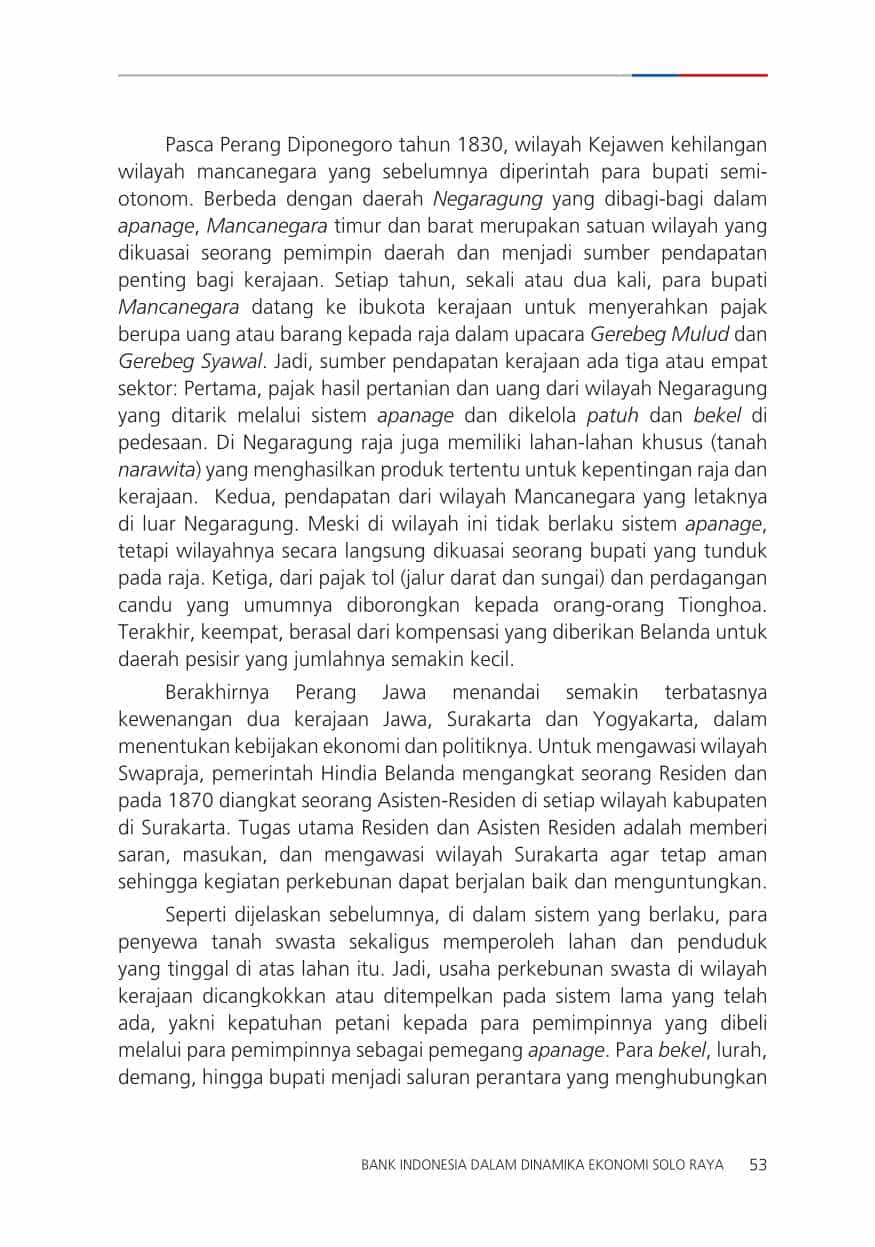 Pasca Perang Diponegoro tahun 1830, wilayah Kejawen kehilangan
wilayah mancanegara yang sebelumnya diperintah para bupati semi-
otonom. Berbeda dengan daerah Negaragung yang dibagi-bagi dalam
apanage, Mancanegara timur dan barat merupakan satuan wilayah yang
dikuasai seorang pemimpin daerah dan menjadi sumber pendapatan
penting bagi kerajaan. Setiap tahun, sekali atau dua kali, para bupati
Mancanegara datang ke ibukota kerajaan untuk menyerahkan pajak
berupa uang atau barang kepada raja dalam upacara Gerebeg Mulud dan
Gerebeg Syawal. Jadi, sumber pendapatan kerajaan ada tiga atau empat
sektor: Pertama, pajak hasil pertanian dan uang dari wilayah Negaragung
yang ditarik melalui sistem apanage dan dikelola patuh dan bekel di
pedesaan. Di Negaragung raja juga memiliki lahan-lahan khusus (tanah
narawita) yang menghasilkan produk tertentu untuk kepentingan raja dan
kerajaan.  Kedua, pendapatan dari wilayah Mancanegara yang letaknya
di luar Negaragung. Meski di wilayah ini tidak berlaku sistem apanage,
tetapi wilayahnya secara langsung dikuasai seorang bupati yang tunduk
pada raja. Ketiga, dari pajak tol (jalur darat dan sungai) dan perdagangan
candu yang umumnya diborongkan kepada orang-orang Tionghoa.
Terakhir, keempat, berasal dari kompensasi yang diberikan Belanda untuk
daerah pesisir yang jumlahnya semakin kecil.
Berakhirnya Perang Jawa menandai semakin terbatasnya
kewenangan dua kerajaan Jawa, Surakarta dan Yogyakarta, dalam
menentukan kebijakan ekonomi dan politiknya. Untuk mengawasi wilayah
Swapraja, pemerintah Hindia Belanda mengangkat seorang Residen dan
pada 1870 diangkat seorang Asisten-Residen di setiap wilayah kabupaten
di Surakarta. Tugas utama Residen dan Asisten Residen adalah memberi
saran, masukan, dan mengawasi wilayah Surakarta agar tetap aman
sehingga kegiatan perkebunan dapat berjalan baik dan menguntungkan.
Seperti dijelaskan sebelumnya, di dalam sistem yang berlaku, para
penyewa tanah swasta sekaligus memperoleh lahan dan penduduk
yang tinggal di atas lahan itu. Jadi, usaha perkebunan swasta di wilayah
kerajaan dicangkokkan atau ditempelkan pada sistem lama yang telah
ada, yakni kepatuhan petani kepada para pemimpinnya yang dibeli
melalui para pemimpinnya sebagai pemegang apanage. Para bekel, lurah,
demang, hingga bupati menjadi saluran perantara yang menghubungkan
BANK INDONESIA DALAM DINAMIKA EKONOMI SOLO RAYA 53